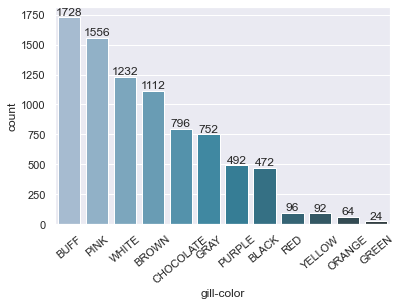 1728
1556
1232
1112
796
752
492
472
96
92
64
24
1750
1500
1250
1000
750
500
250
0
count
BUFF
PINK
WHITE
BROWN
CHOCOLATE
GRAY
PURPLE
BLACK
RED
YELLOW
ORANGE
GREEN
gill-color